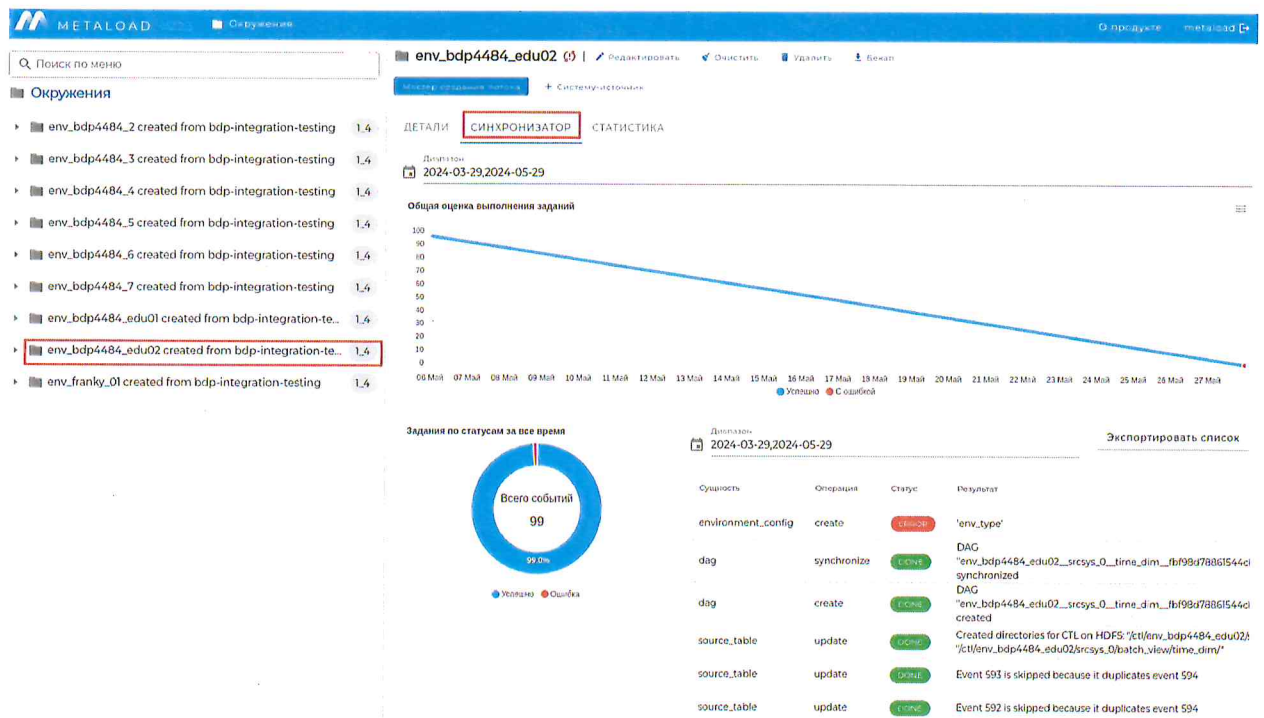 METALOAD
Окружения
О продукте
metaload
Поиск по меню
Окружения
env_bdp4484_2 created from bdp-integration-testing 1_4
env_bdp4484_3 created from bdp-integration-testing 1_4
env_bdp4484_4 created from bdp-integration-testing 1_4
env_bdp4484_5 created from bdp-integration-testing 1_4
env_bdp4484_6 created from bdp-integration-testing 1_4
env_bdp4484_7 created from bdp-integration-testing 1_4
env_bdp4484_edu01 created from bdp-integration-te... 1_4
env_bdp4484_edu02 created from bdp-integration-te... 1_4
env_franky_01 created from bdp-integration-testing 1_4
env_bdp4484_edu02 | Редактировать Очистить Удалить Бекап
Мастер создания потока + Систему-источник
ДЕТАЛИ СИНХРОНИЗАТОР СТАТИСТИКА
Диапазон
2024-03-29,2024-05-29
Общая оценка выполнения заданий
100
90
80
70
60
50
40
30
20
10
0
06 Май 07 Май 08 Май 09 Май 10 Май 11 Май 12 Май 13 Май 14 Май 15 Май 16 Май 17 Май 18 Май 19 Май 20 Май 21 Май 22 Май 23 Май 24 Май 25 Май 26 Май 27 Май
Успешно С ошибкой
Задания по статусам за все время
Всего событий
99
99.0%
Успешно Ошибка
Диапазон
2024-03-29,2024-05-29
Экспортировать список
Сущность Операция Статус Результат
environment_config create ERROR 'env_type'
DAG
dag synchronize DONE "env_bdp4484_edu02__srcsys_0__time_dim__fbf98d78861544cl
synchronized
DAG
dag create DONE "env_bdp4484_edu02__srcsys_0__time_dim__fbf98d78861544cl
created
source_table update DONE Created directories for CTL on HDFS: "/ctl/env_bdp4484_edu02/
"/ctl/env_bdp4484_edu02/srcsys_0/batch_view/time_dim/"
source_table update DONE Event 593 is skipped because it duplicates event 594
source_table update DONE Event 592 is skipped because it duplicates event 594